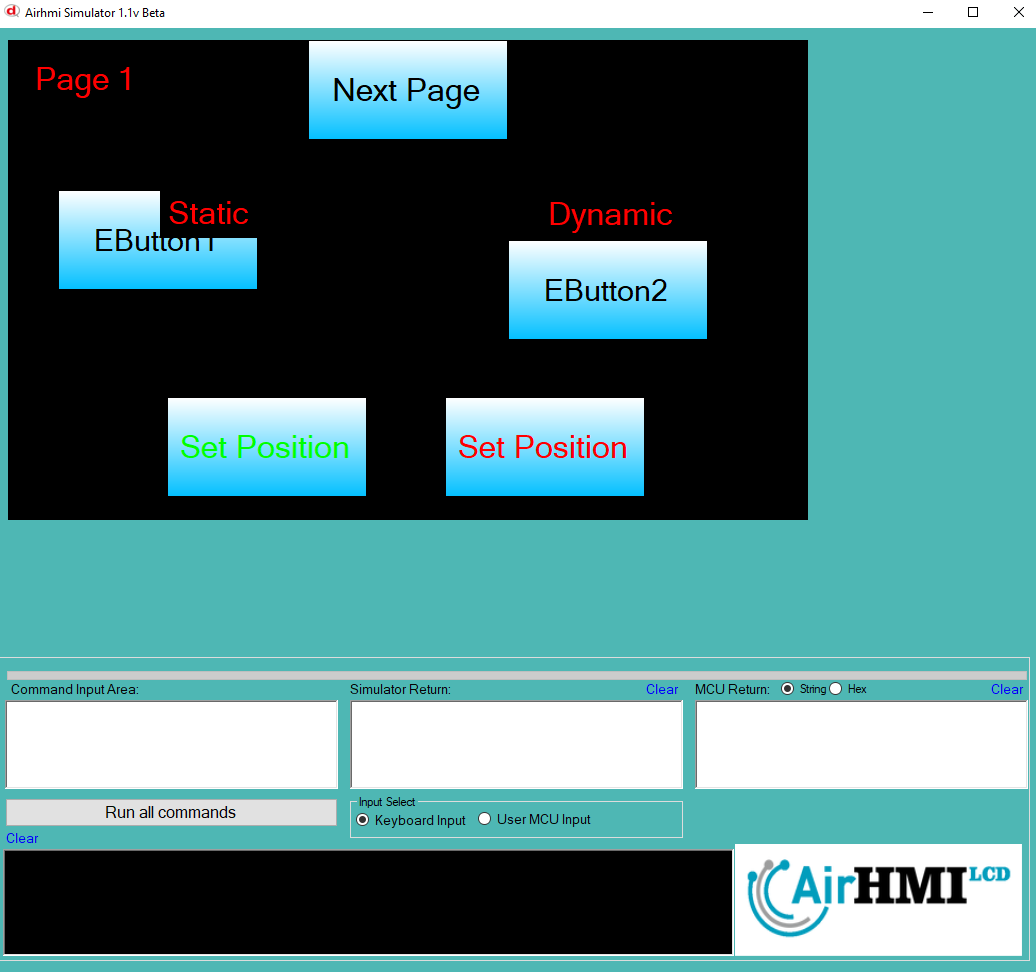 Airhmi Simulator 1.1v Beta
Page 1
Next Page
Static
EButton1
Dynamic
EButton2
Set Position
Set Position
Command Input Area:
Simulator Return:
Clear
MCU Return:
String
Hex
Clear
Run all commands
Input Select
Keyboard Input
User MCU Input
Clear
AirHMI LCD